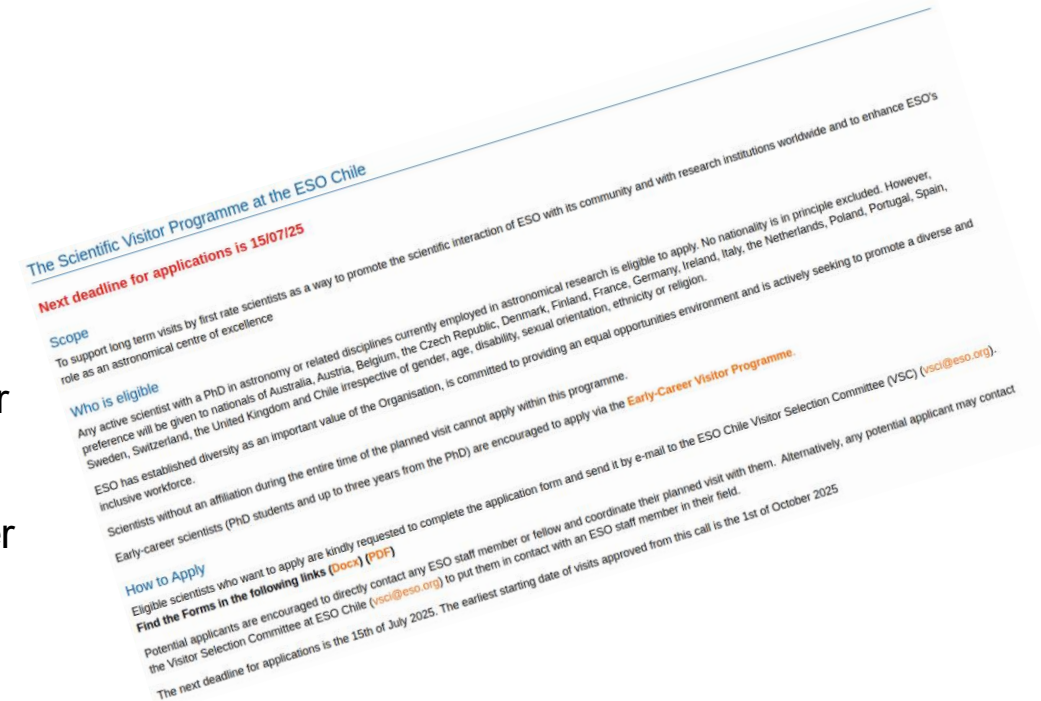 The Scientific Visitor Programme at the ESO Chile
Next deadline for applications is 15/07/25
Scope
To support long term visits by first rate scientists as a way to promote the scientific interaction of ESO with its community and with research institutions worldwide and to enhance ESO's
role as an astronomical centre of excellence
Who is eligible
Any active scientist with a PhD in astronomy or related disciplines currently employed in astronomical research is eligible to apply. No nationality is in principle excluded. However,
preference will be given to nationals of Australia, Austria, Belgium, the Czech Republic, Denmark, Finland, France, Germany, Ireland, Italy, the Netherlands, Poland, Portugal, Spain,
Sweden, Switzerland, the United Kingdom and Chile irrespective of gender, age, disability, sexual orientation, ethnicity or religion.
ESO has established diversity as an important value of the Organisation, is committed to providing an equal opportunities environment and is actively seeking to promote a diverse and
inclusive workforce.
Scientists without an affiliation during the entire time of the planned visit cannot apply within this programme.
Early-career scientists (PhD students and up to three years from the PhD) are encouraged to apply via the Early-Career Visitor Programme.
How to Apply
Eligible scientists who want to apply are kindly requested to complete the application form and send it by e-mail to the ESO Chile Visitor Selection Committee (VSC) (vsci@eso.org).
Find the Forms in the following links (Docx) (PDF)
Potential applicants are encouraged to directly contact any ESO staff member or fellow and coordinate their planned visit with them. Alternatively, any potential applicant may contact
the Visitor Selection Committee at ESO Chile (vsci@eso.org) to put them in contact with an ESO staff member in their field.
The next deadline for applications is the 15th of July 2025. The earliest starting date of visits approved from this call is the 1st of October 2025